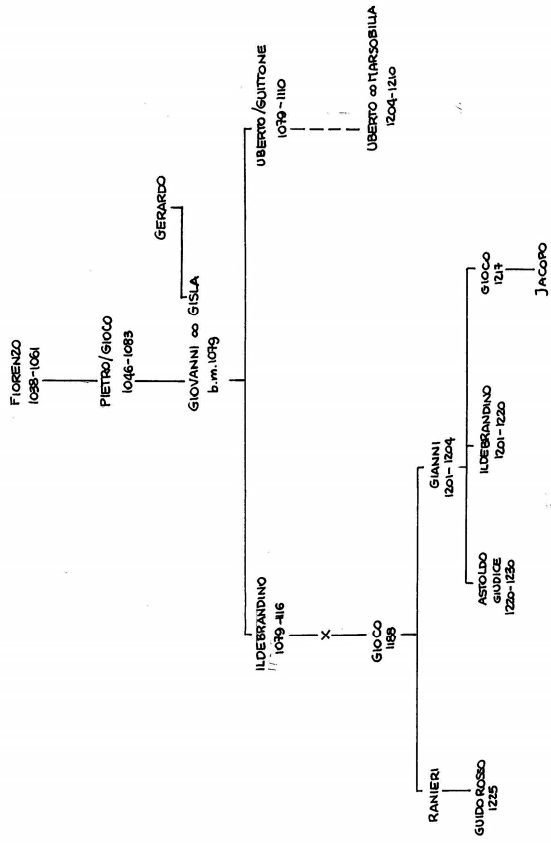 FIORENZO
1038-1061
PIETRO/GIOCO
1046-1083
GERARDO
GIOVANNI ∞ GISLA
b.m.1079
ILDEBRANDINO
1079-1116
UBERTO/GUITTONE
1079-1110
X
GIOCO
1188
UBERTO ∞ MARSOBILIA
1204-1210
RANIERI
GIANNI
1201-1204
GUIDO ROSSO
1225
ASTOLDO
GIUDICE
1220-1230
ILDEBRANDINO
1201-1220
GIOCO
1217
JACOPO